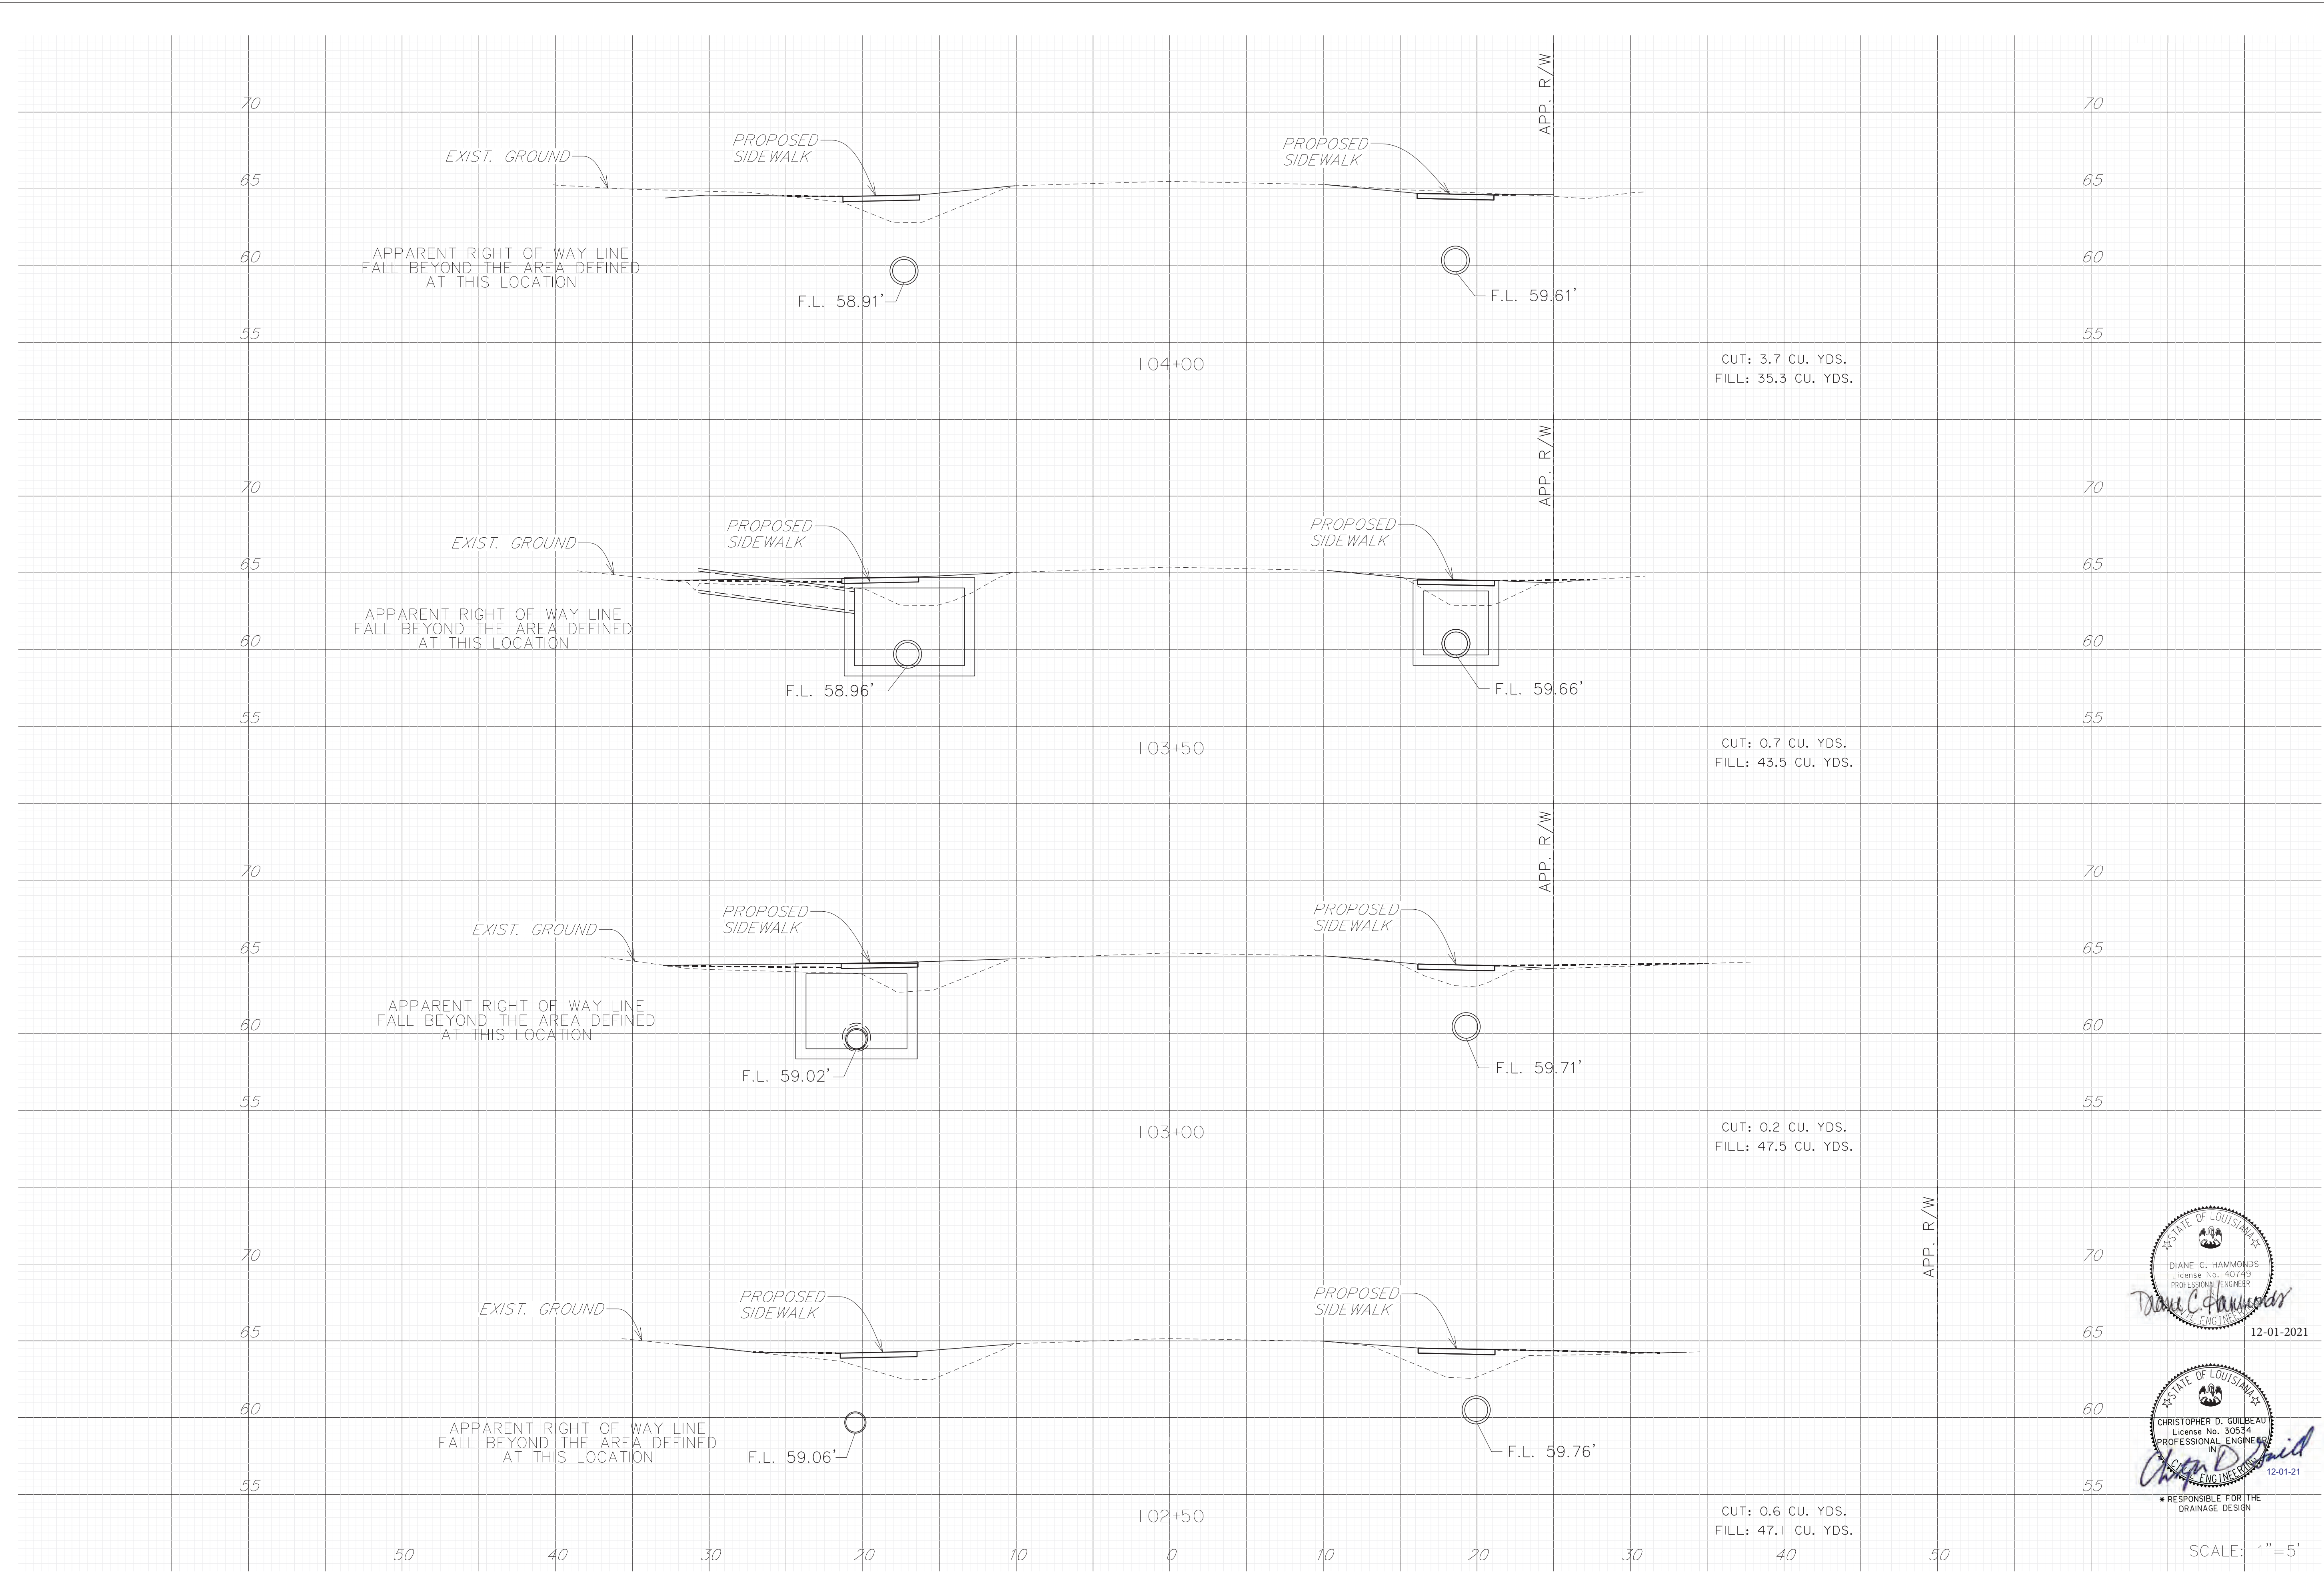 APP. R/W
70
70
PROPOSED
SIDEWALK
PROPOSED
SIDEWALK
EXIST. GROUND
65
65
APPARENT RIGHT OF WAY LINE
FALL BEYOND THE AREA DEFINED
AT THIS LOCATION
60
60
F.L. 58.91'
F.L. 59.61'
55
55
104+00
CUT: 3.7 CU. YDS.
FILL: 35.3 CU. YDS.
APP. R/W
70
70
PROPOSED
SIDEWALK
PROPOSED
SIDEWALK
EXIST. GROUND
65
65
APPARENT RIGHT OF WAY LINE
FALL BEYOND THE AREA DEFINED
AT THIS LOCATION
60
60
F.L. 58.96'
F.L. 59.66'
55
55
103+50
CUT: 0.7 CU. YDS.
FILL: 43.5 CU. YDS.
APP. R/W
70
70
PROPOSED
SIDEWALK
PROPOSED
SIDEWALK
EXIST. GROUND
65
65
APPARENT RIGHT OF WAY LINE
FALL BEYOND THE AREA DEFINED
AT THIS LOCATION
60
60
F.L. 59.02'
F.L. 59.71'
55
55
103+00
CUT: 0.2 CU. YDS.
FILL: 47.5 CU. YDS.
APP. R/W
70
70
PROPOSED
SIDEWALK
PROPOSED
SIDEWALK
EXIST. GROUND
65
65
APPARENT RIGHT OF WAY LINE
FALL BEYOND THE AREA DEFINED
AT THIS LOCATION
60
60
F.L. 59.06'
F.L. 59.76'
55
55
102+50
CUT: 0.6 CU. YDS.
FILL: 47.1 CU. YDS.
50 40 30 20 10 0 10 20 30 40 50
STATE OF LOUISIANA
DIANE C. HAMMONDS
License No. 40749
PROFESSIONAL ENGINEER
Diane C. Hammonds
12-01-2021
STATE OF LOUISIANA
CHRISTOPHER D. GUILBEAU
License No. 30534
PROFESSIONAL ENGINEER
IN
ENGINEERING
12-01-21
* RESPONSIBLE FOR THE
DRAINAGE DESIGN
SCALE: 1"=5'